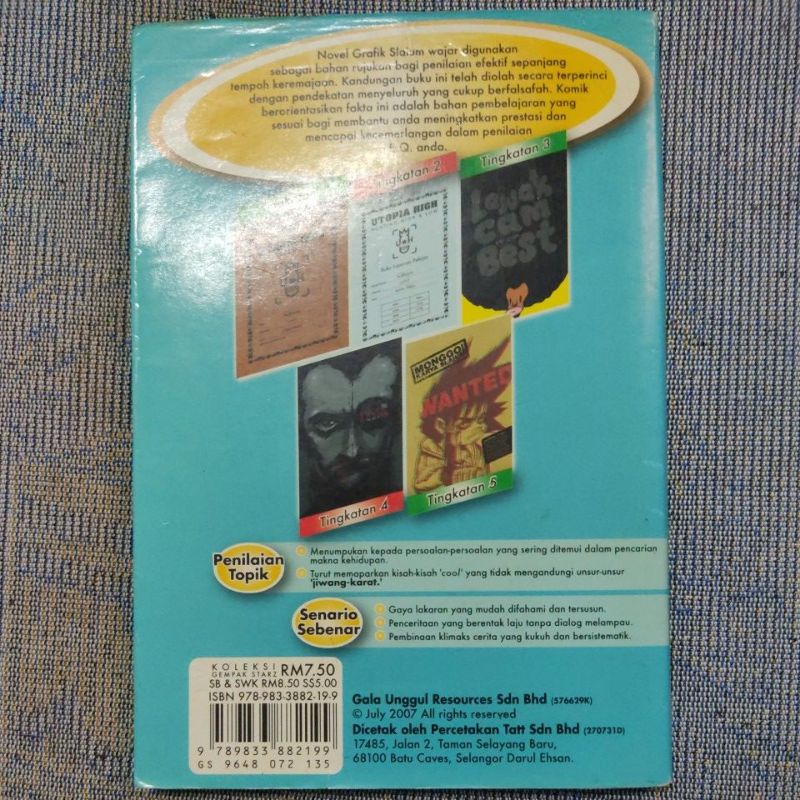 Novel Grafik Slalom wajar digunakan
sebagai bahan rujukan bagi penilaian efektif sepanjang
tempoh keremajaan. Kandungan buku ini telah diolah secara terperinci
dengan pendekatan menyeluruh yang cukup berfalsafah. Komik
berorientasikan fakta ini adalah bahan pembelajaran yang
sesuai bagi membantu anda meningkatkan prestasi dan
mencapai kecemerlangan dalam penilaian
anda.
Tingkatan 2
Tingkatan 3
UTOPIA HIGH
Lepak
cam
Best
MONGGO!
WANTED
Tingkatan 4
Tingkatan 5
Penilaian
Topik
Menumpukan kepada persoalan-persoalan yang sering ditemui dalam pencarian
makna kehidupan.
Turut memaparkan kisah-kisah 'cool' yang tidak mengandungi unsur-unsur
'jiwang-karat.'
Senario
Sebenar
Gaya lakaran yang mudah difahami dan tersusun.
Penceritaan yang berentak laju tanpa dialog melampau.
Pembinaan klimaks cerita yang kukuh dan bersistematik.
KOLEKSI
GEMPAK STARZ RM7.50
SB & SWK RM8.50 S$5.00
ISBN 978-983-3882-19-9
9 789833 882199
GS 9648 072 135
Gala Unggul Resources Sdn Bhd (576629K)
© July 2007 All rights reserved
Dicetak oleh Percetakan Tatt Sdn Bhd (270731D)
17485, Jalan 2, Taman Selayang Baru,
68100 Batu Caves, Selangor Darul Ehsan.